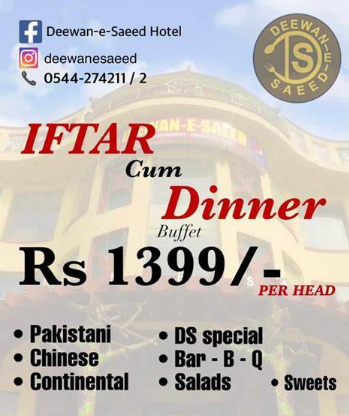 Deewan-e-Saeed Hotel
deewanesaeed
0544-274211 / 2
DEEWAN-E-SAEED
DS
IFTAR
Cum
Dinner
Buffet
Rs 1399/-
PER HEAD
• Pakistani
• Chinese
• Continental
• DS special
• Bar - B - Q
• Salads
• Sweets